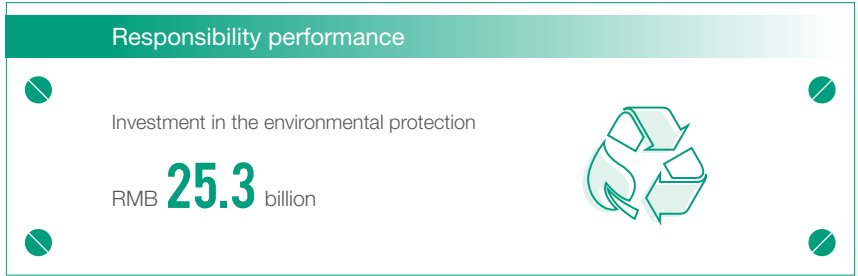 Responsibility performance
Investment in the environmental protection
RMB 25.3 billion